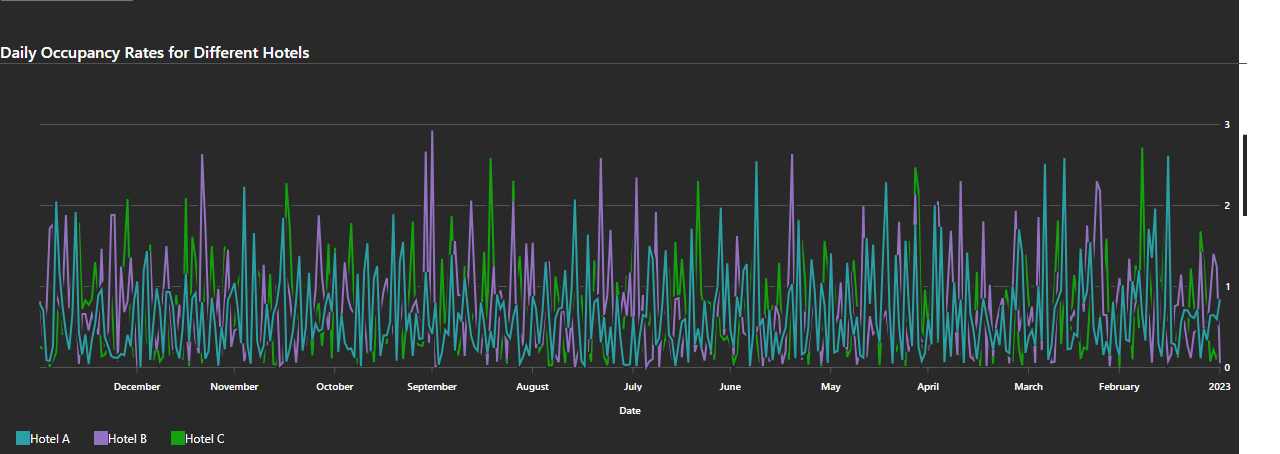 Daily Occupancy Rates for Different Hotels
3
2
1
0
December November October September August July June May April March February 2023
Date
Hotel A Hotel B Hotel C